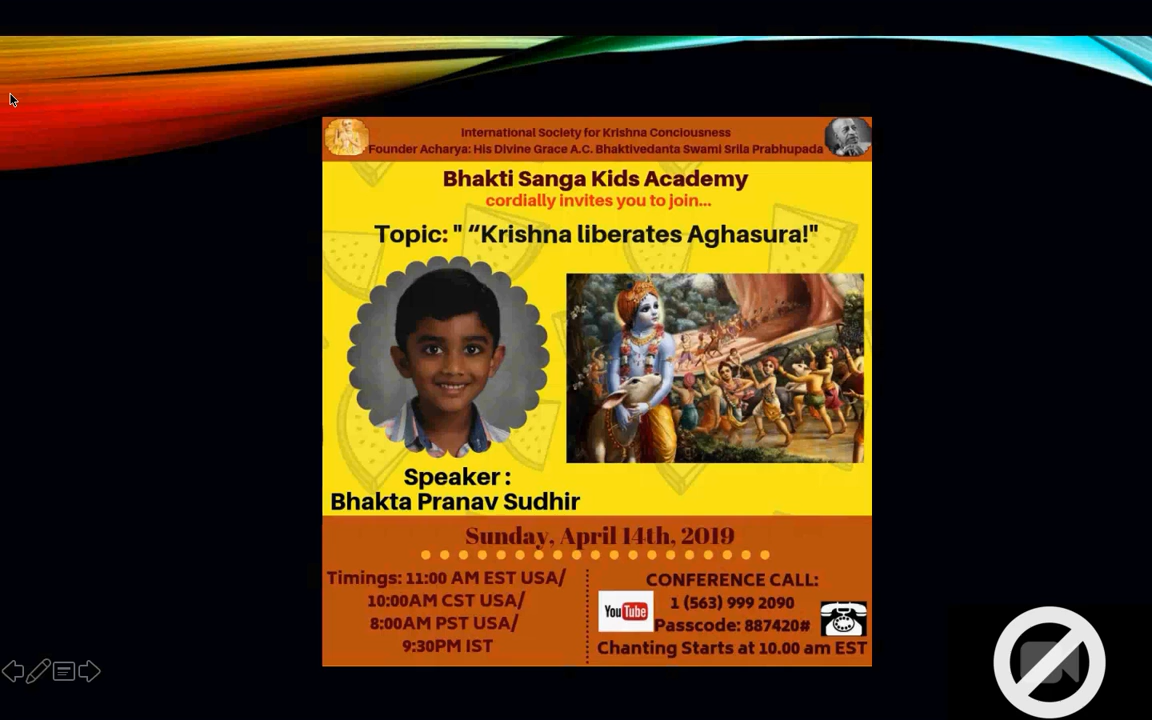 International Society for Krishna Conciousness
Founder Acharya: His Divine Grace A.C. Bhaktivedanta Swami Srila Prabhupada
Bhakti Sanga Kids Academy
cordially invites you to join...
Topic: " “Krishna liberates Aghasura!"
Speaker :
Bhakta Pranav Sudhir
Sunday, April 14th, 2019
Timings: 11:00 AM EST USA/
10:00AM CST USA/
8:00AM PST USA/
9:30PM IST
CONFERENCE CALL:
YouTube
1 (563) 999 2090
Passcode: 887420#
Chanting Starts at 10.00 am EST